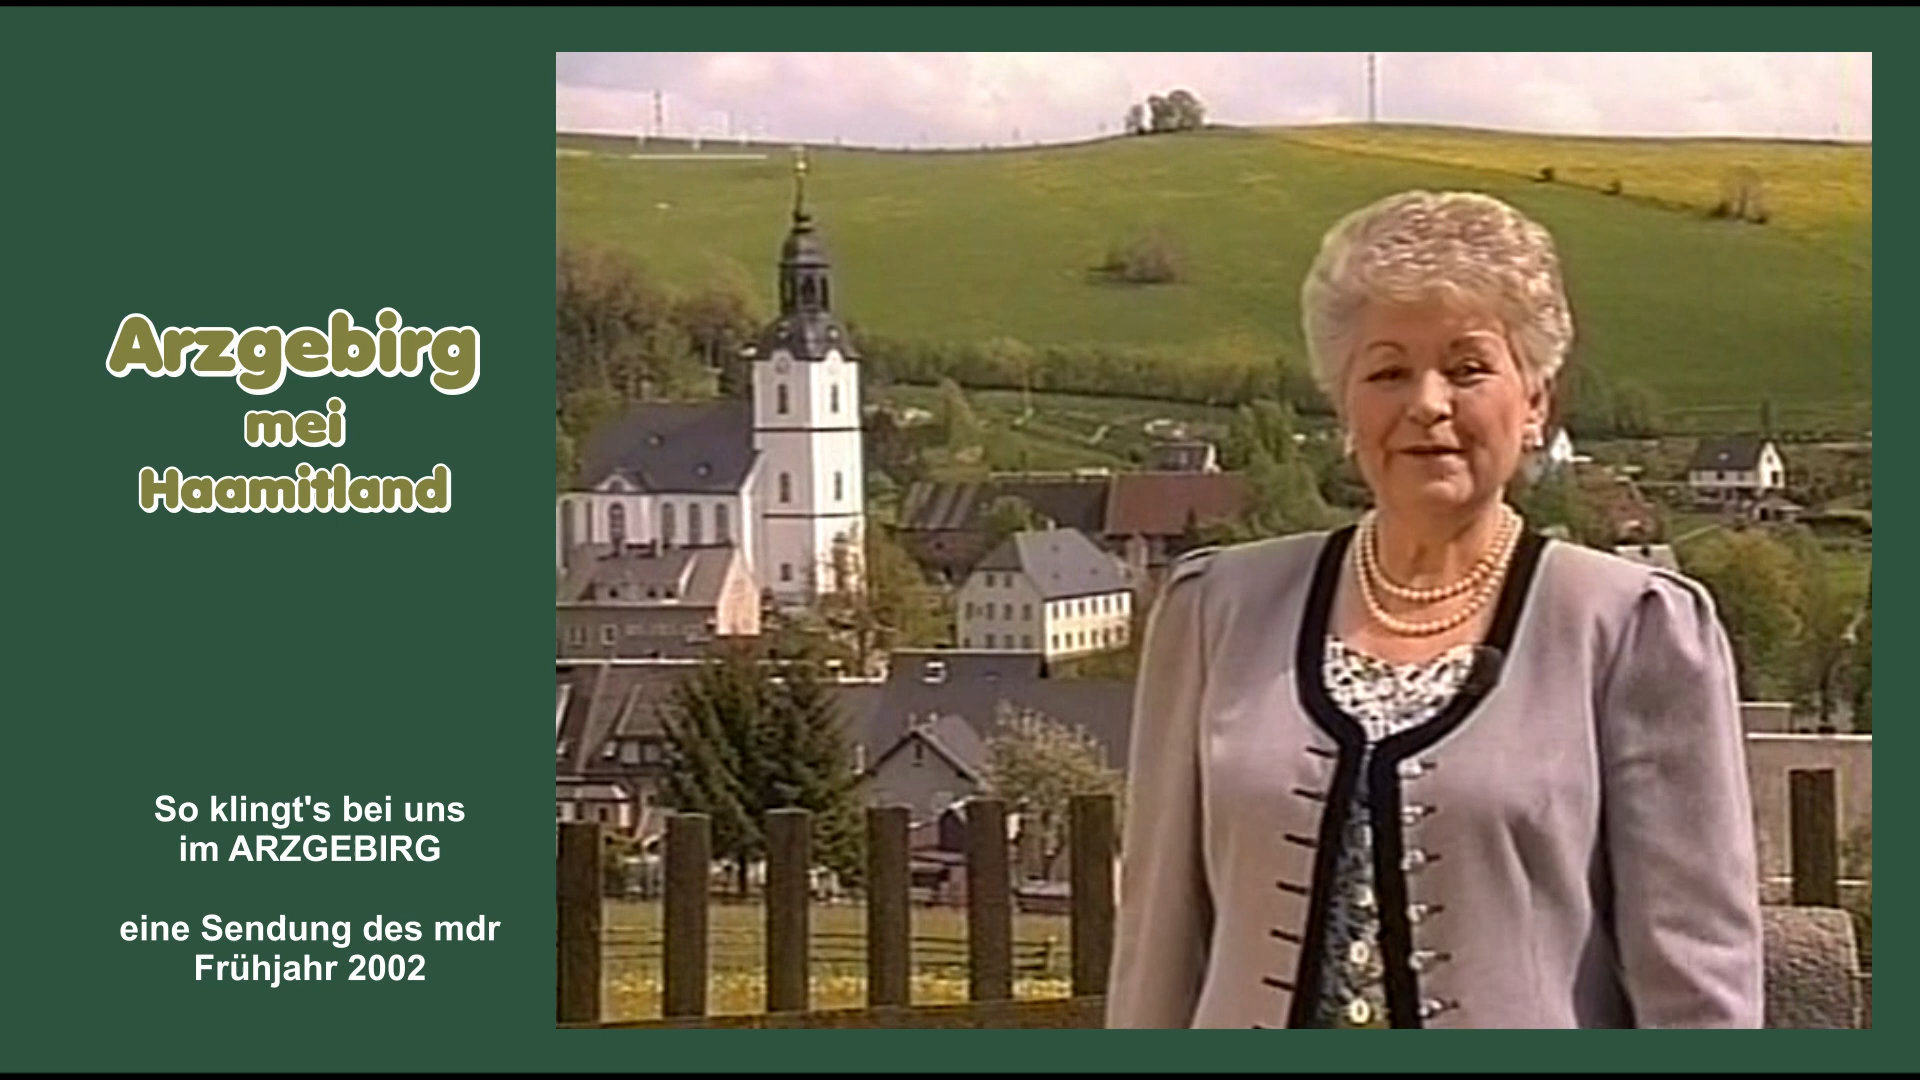 Arzgebirg
mei
Haamitland
So klingt's bei uns
im ARZGEBIRG
eine Sendung des mdr
Frühjahr 2002